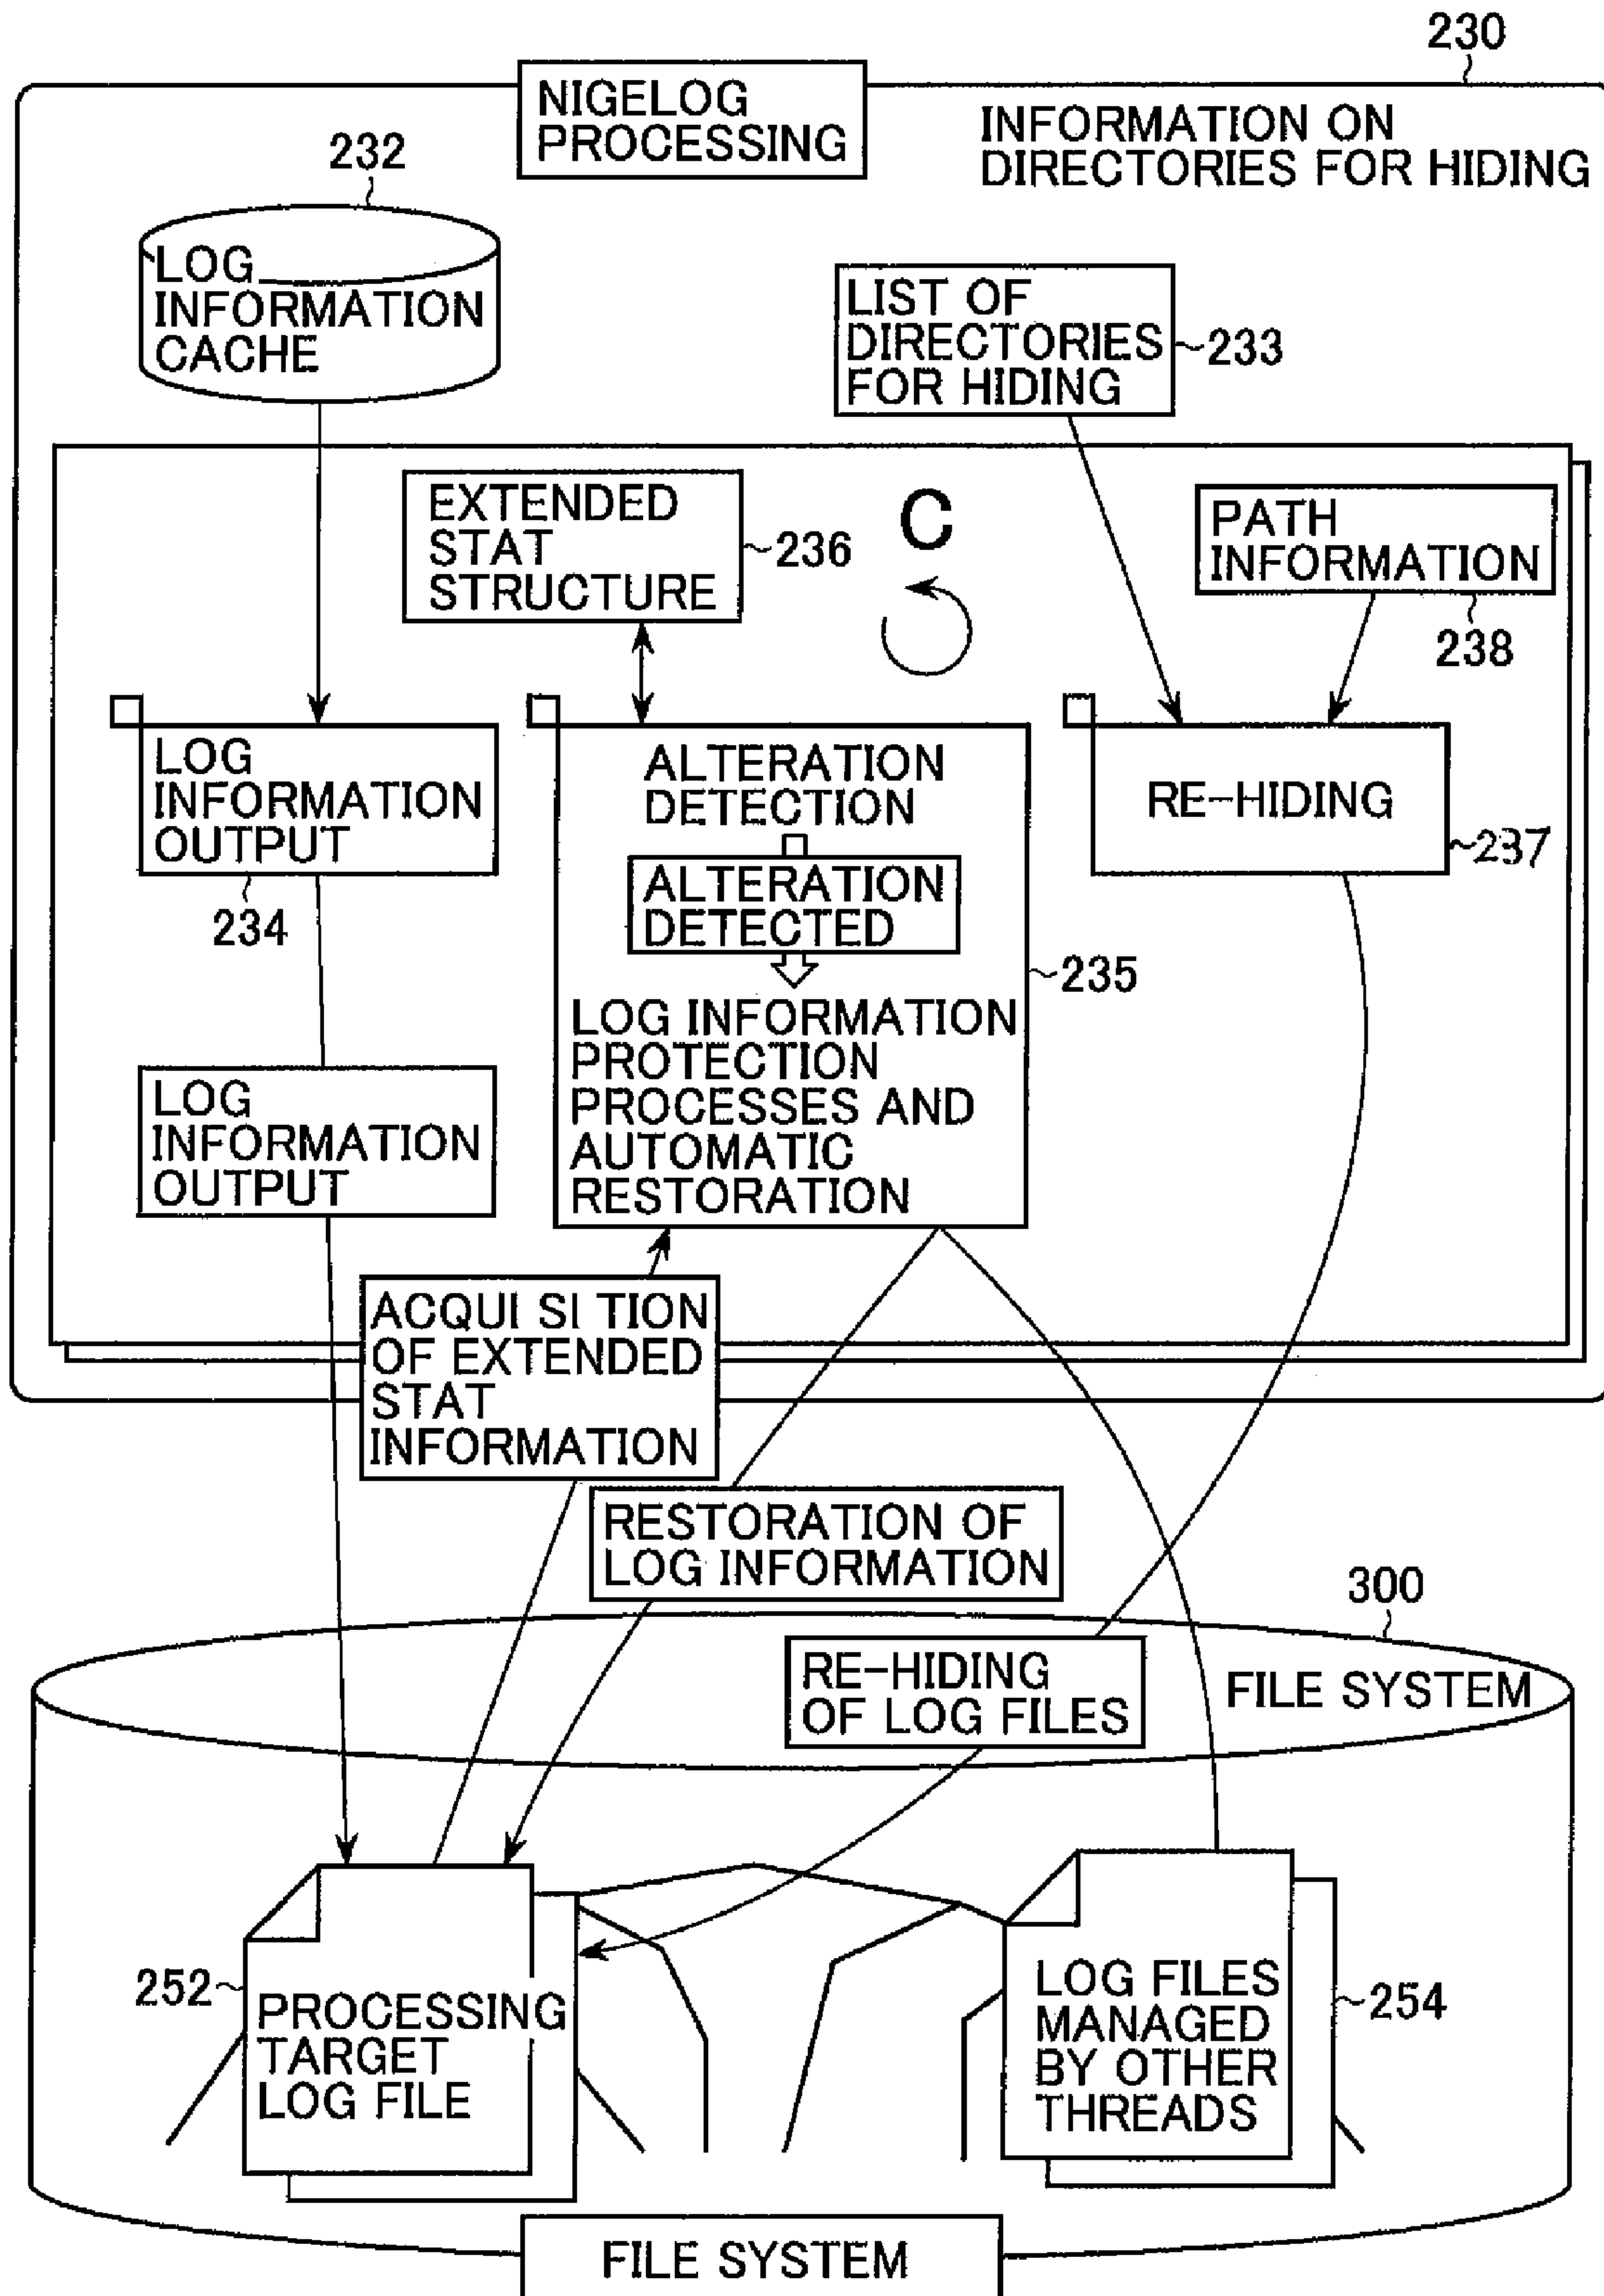 230
NIGELOG
PROCESSING
INFORMATION ON
DIRECTORIES FOR HIDING
232
LOG
INFORMATION
CACHE
LIST OF
DIRECTORIES
FOR HIDING
233
EXTENDED
STAT
STRUCTURE
236
C
PATH
INFORMATION
238
LOG
INFORMATION
OUTPUT
234
ALTERATION
DETECTION
ALTERATION
DETECTED
LOG INFORMATION
PROTECTION
PROCESSES AND
AUTOMATIC
RESTORATION
235
RE-HIDING
237
LOG
INFORMATION
OUTPUT
ACQUI SI TION
OF EXTENDED
STAT
INFORMATION
RESTORATION OF
LOG INFORMATION
300
RE-HIDING
OF LOG FILES
FILE SYSTEM
252
PROCESSING
TARGET
LOG FILE
LOG FILES
MANAGED
BY OTHER
THREADS
254
FILE SYSTEM